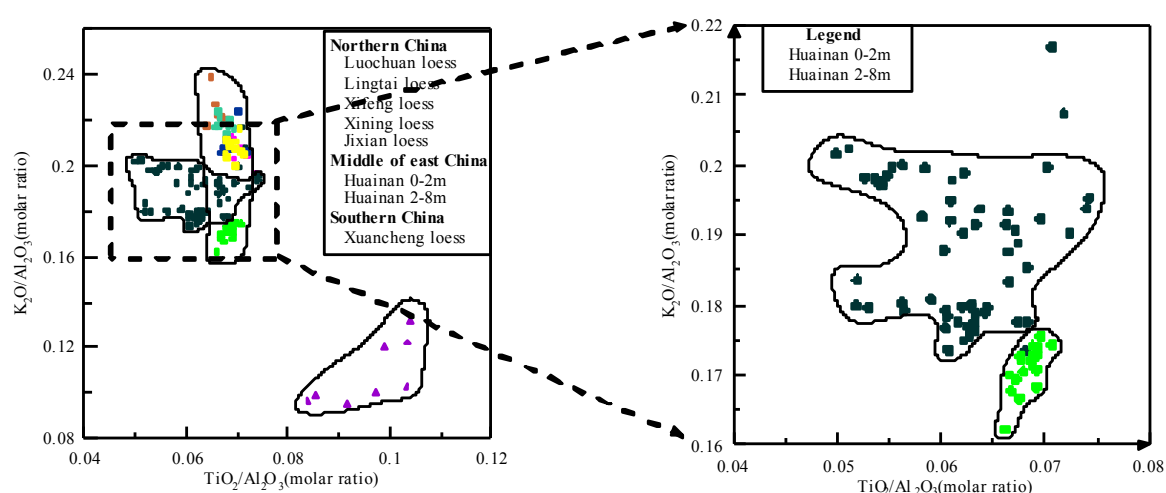 0.24
0.2
0.16
0.12
0.08
K2O/Al2O3(molar ratio)
0.04
0.06
0.08
0.1
0.12
TiO2/Al2O3(molar ratio)
Northern China
Luochuan loess
Lingtai loess
Xifeng loess
Xining loess
Jixian loess
Middle of east China
Huainan 0-2m
Huainan 2-8m
Southern China
Xuancheng loess
0.22
0.21
0.20
0.19
0.18
0.17
0.16
K2O/Al2O3(molar ratio)
Legend
Huainan 0-2m
Huainan 2-8m
0.04
0.05
0.06
0.07
0.08
TiO/Al2O3(molar ratio)